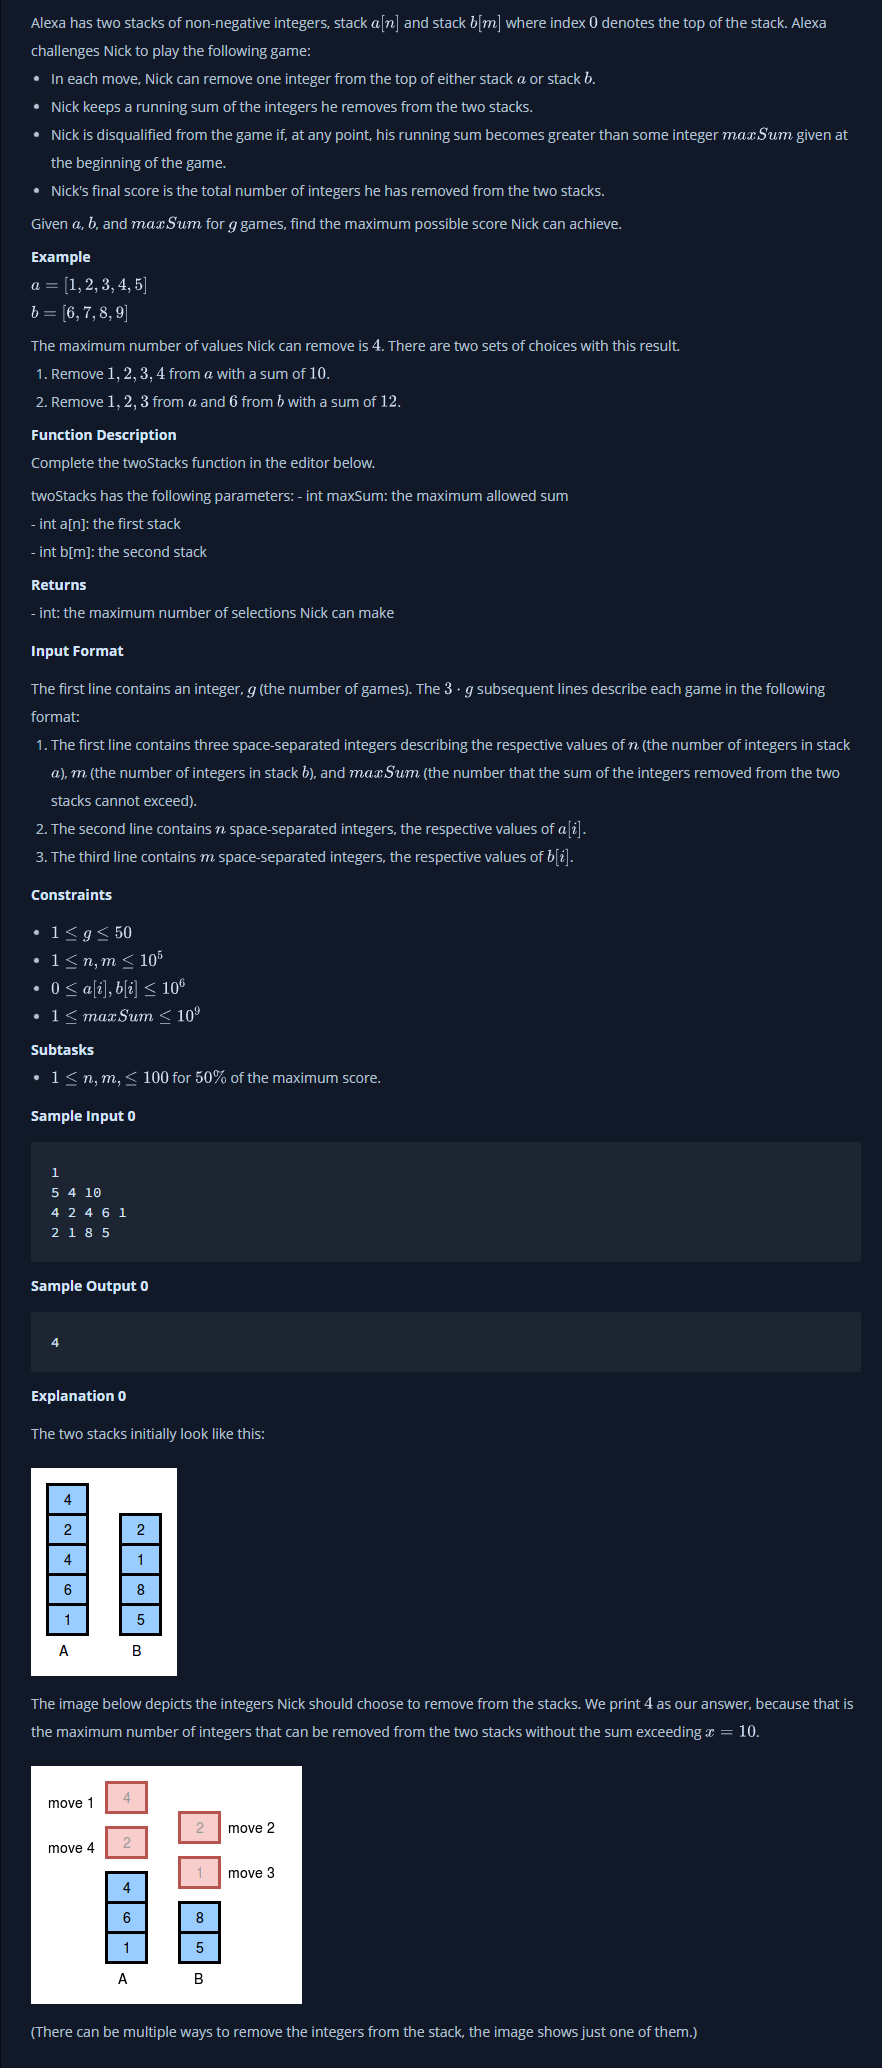 Alexa has two stacks of non-negative integers, stack a[n] and stack b[m] where index 0 denotes the top of the stack. Alexa
challenges Nick to play the following game:
• In each move, Nick can remove one integer from the top of either stack a or stack b.
• Nick keeps a running sum of the integers he removes from the two stacks.
• Nick is disqualified from the game if, at any point, his running sum becomes greater than some integer maxSum given at
the beginning of the game.
• Nick's final score is the total number of integers he has removed from the two stacks.
Given a, b, and maxSum for g games, find the maximum possible score Nick can achieve.
Example
a = [1, 2, 3, 4, 5]
b = [6, 7, 8, 9]
The maximum number of values Nick can remove is 4. There are two sets of choices with this result.
1. Remove 1, 2, 3, 4 from a with a sum of 10.
2. Remove 1, 2, 3 from a and 6 from b with a sum of 12.
Function Description
Complete the twoStacks function in the editor below.
twoStacks has the following parameters: - int maxSum: the maximum allowed sum
- int a[n]: the first stack
- int b[m]: the second stack
Returns
- int: the maximum number of selections Nick can make
Input Format
The first line contains an integer, g (the number of games). The 3 · g subsequent lines describe each game in the following
format:
1. The first line contains three space-separated integers describing the respective values of n (the number of integers in stack
a), m (the number of integers in stack b), and maxSum (the number that the sum of the integers removed from the two
stacks cannot exceed).
2. The second line contains n space-separated integers, the respective values of a[i].
3. The third line contains m space-separated integers, the respective values of b[i].
Constraints
• 1 ≤ g ≤ 50
• 1 ≤ n, m ≤ 10⁵
• 0 ≤ a[i], b[i] ≤ 10⁶
• 1 ≤ maxSum ≤ 10⁹
Subtasks
• 1 ≤ n, m, ≤ 100 for 50% of the maximum score.
Sample Input 0
1
5 4 10
4 2 4 6 1
2 1 8 5
Sample Output 0
4
Explanation 0
The two stacks initially look like this:
4
2 2
4 1
6 8
1 5
A B
The image below depicts the integers Nick should choose to remove from the stacks. We print 4 as our answer, because that is
the maximum number of integers that can be removed from the two stacks without the sum exceeding x = 10.
move 1 4
2 move 2
move 4 2
1 move 3
4
6 8
1 5
A B
(There can be multiple ways to remove the integers from the stack, the image shows just one of them.)